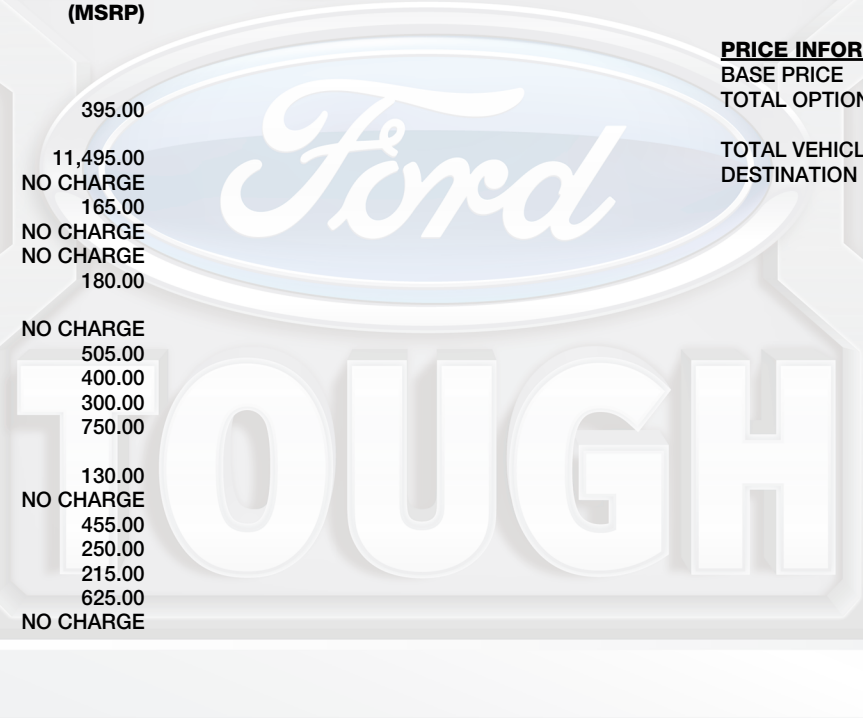 (MSRP)
395.00
11,495.00
NO CHARGE
165.00
NO CHARGE
NO CHARGE
180.00
NO CHARGE
505.00
400.00
300.00
750.00
130.00
NO CHARGE
455.00
250.00
215.00
625.00
NO CHARGE
PRICE INFOR
BASE PRICE
TOTAL OPTION
TOTAL VEHICL
DESTINATION
Ford
TOUGH